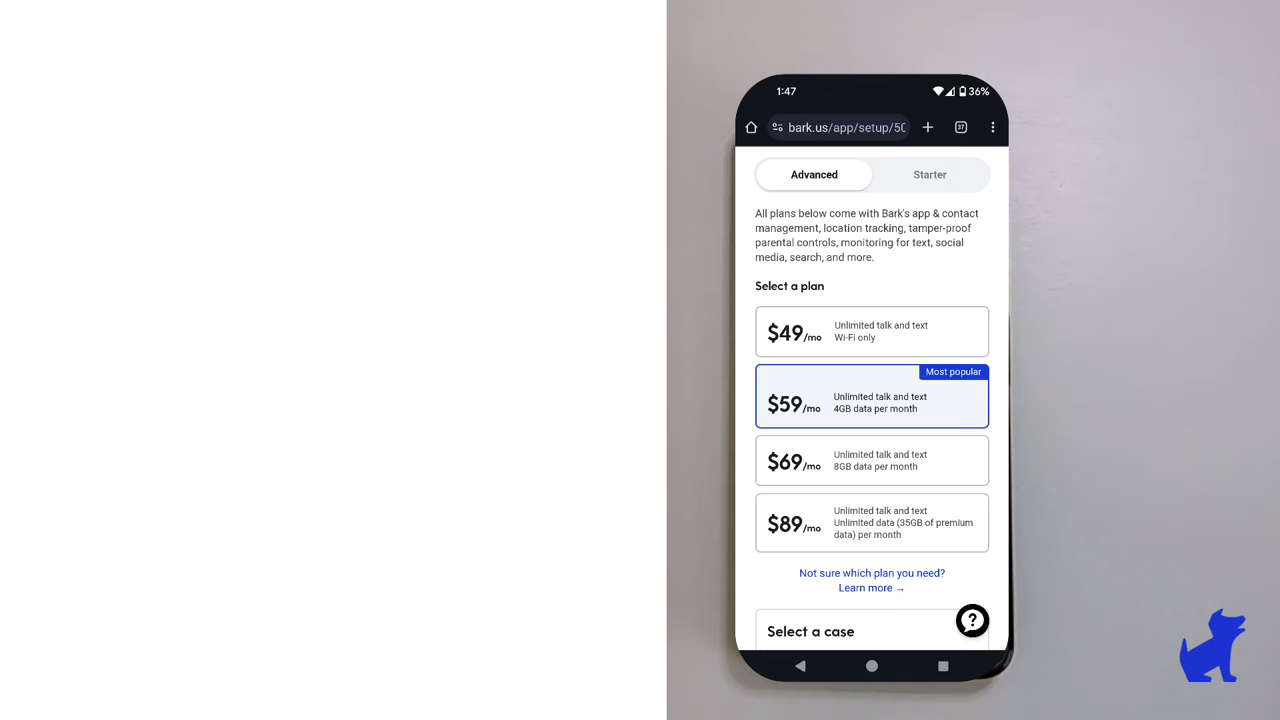 1:47
36%
bark.us/app/setup/50
37
Advanced
Starter
All plans below come with Bark's app & contact
management, location tracking, tamper-proof
parental controls, monitoring for text, social
media, search, and more.
Select a plan
$49/mo
Unlimited talk and text
Wi-Fi only
Most popular
$59/mo
Unlimited talk and text
4GB data per month
$69/mo
Unlimited talk and text
8GB data per month
$89/mo
Unlimited talk and text
Unlimited data (35GB of premium
data) per month
Not sure which plan you need?
Learn more →
Select a case
?